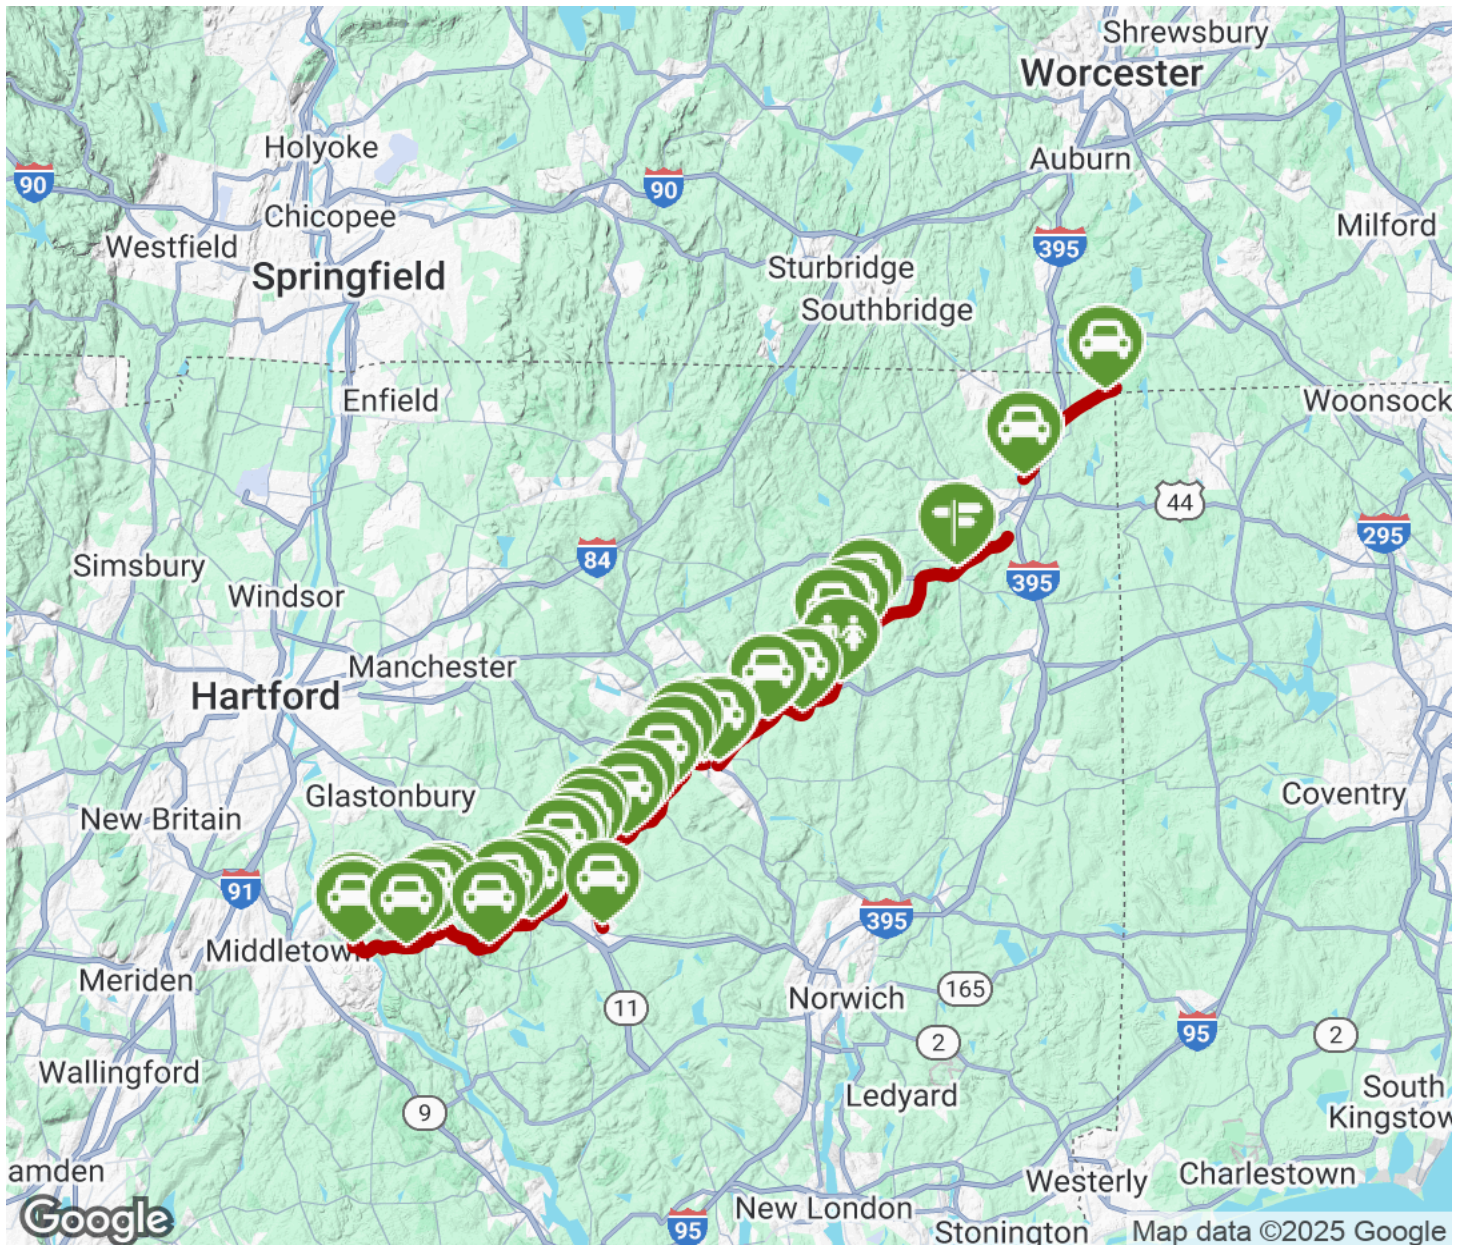 Shrewsbury
Worcester
Holyoke
Auburn
90
90
Chicopee
Milford
Westfield
395
Springfield
Sturbridge
Southbridge
Enfield
Woonsock
44
295
84
Simsbury
395
Windsor
Manchester
Hartford
Glastonbury
Coventry
New Britain
91
395
Middletown
Meriden
165
Norwich
11
95
2
2
Wallingford
Ledyard
South
Kingstow
9
amden
Westerly
Charlestown
New London
Google
95
Stonington
Map data ©2025 Google